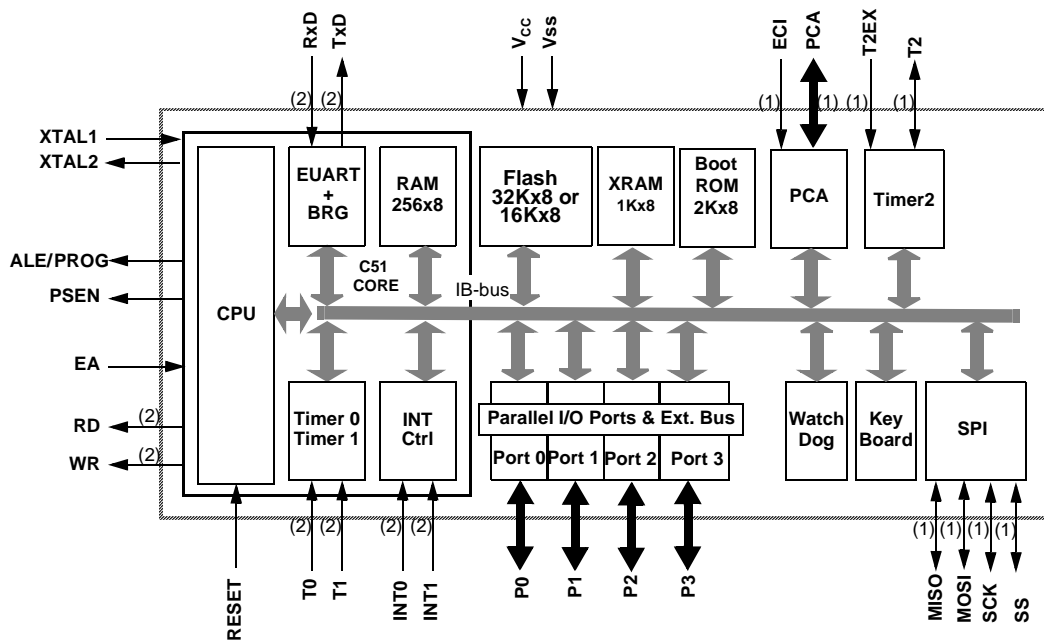 RxD
TxD
VCC
Vss
ECI
PCA
T2EX
T2
(2)
(2)
(1)
(1)
(1)
(1)
XTAL1
XTAL2
ALE/PROG
PSEN
EA
RD
(2)
WR
(2)
CPU
EUART
+
BRG
RAM
256x8
C51
CORE
IB-bus
Flash
32Kx8 or
16Kx8
XRAM
1Kx8
Boot
ROM
2Kx8
PCA
Timer2
Timer 0
Timer 1
INT
Ctrl
Parallel I/O Ports & Ext. Bus
Port 0
Port 1
Port 2
Port 3
Watch
Dog
Key
Board
SPI
(2)
(2)
(2)
(2)
(1)
(1)
(1)
(1)
RESET
T0
T1
INT0
INT1
P0
P1
P2
P3
MISO
MOSI
SCK
SS